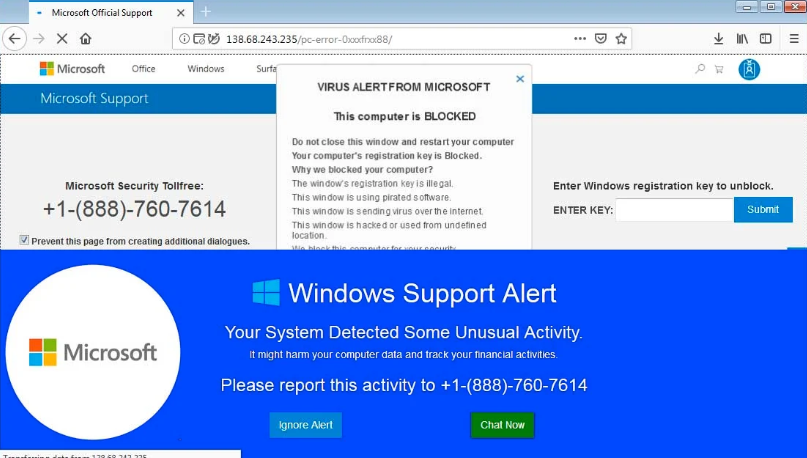 Microsoft Official Support
138.68.243.235/pc-error-0xxxfrxx88/
Microsoft
Office
Windows
Surfa
Microsoft Support
VIRUS ALERT FROM MICROSOFT
This computer is BLOCKED
Do not close this window and restart your computer
Your computer's registration key is Blocked.
Why we blocked your computer?
The window's registration key is illegal.
This window is using pirated software.
This window is sending virus over the internet.
This window is hacked or used from undefined
location.
We block this computer for your security
Microsoft Security Tollfree:
+1-(888)-760-7614
Prevent this page from creating additional dialogues.
Enter Windows registration key to unblock.
ENTER KEY:
Submit
Windows Support Alert
Microsoft
Your System Detected Some Unusual Activity.
It might harm your computer data and track your financial activities.
Please report this activity to +1-(888)-760-7614
Ignore Alert
Chat Now
Transferring data from 138.68.243.235